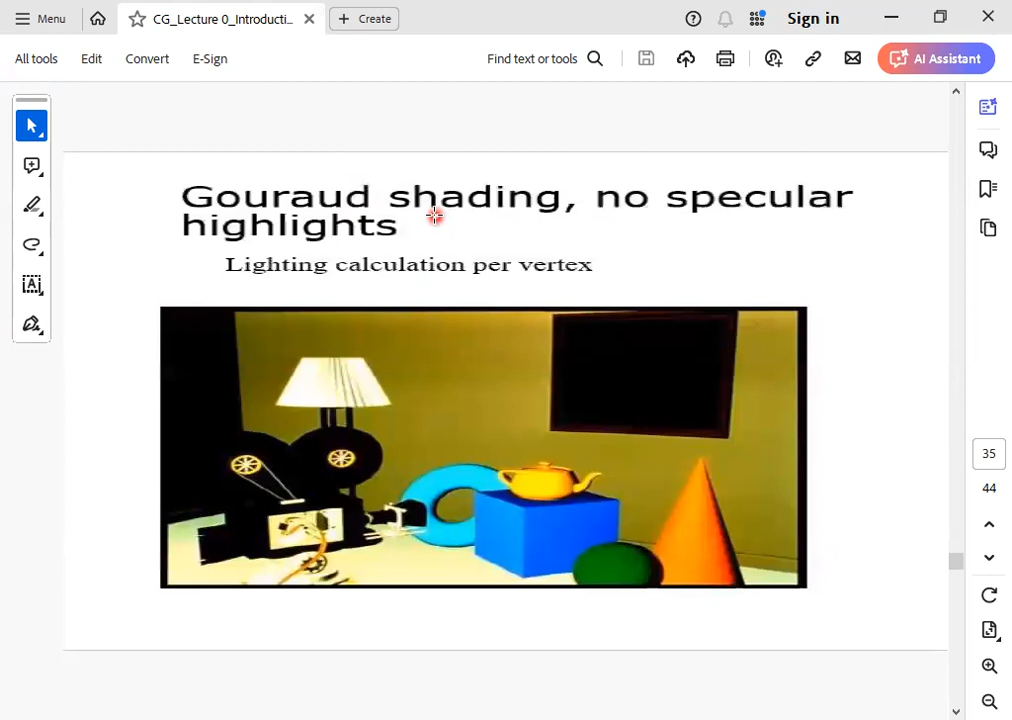 Menu
CG_Lecture 0_Introducti...
Create
Sign in
All tools
Edit
Convert
E-Sign
Find text or tools
AI Assistant
Gouraud shading, no specular
highlights
Lighting calculation per vertex
35
44